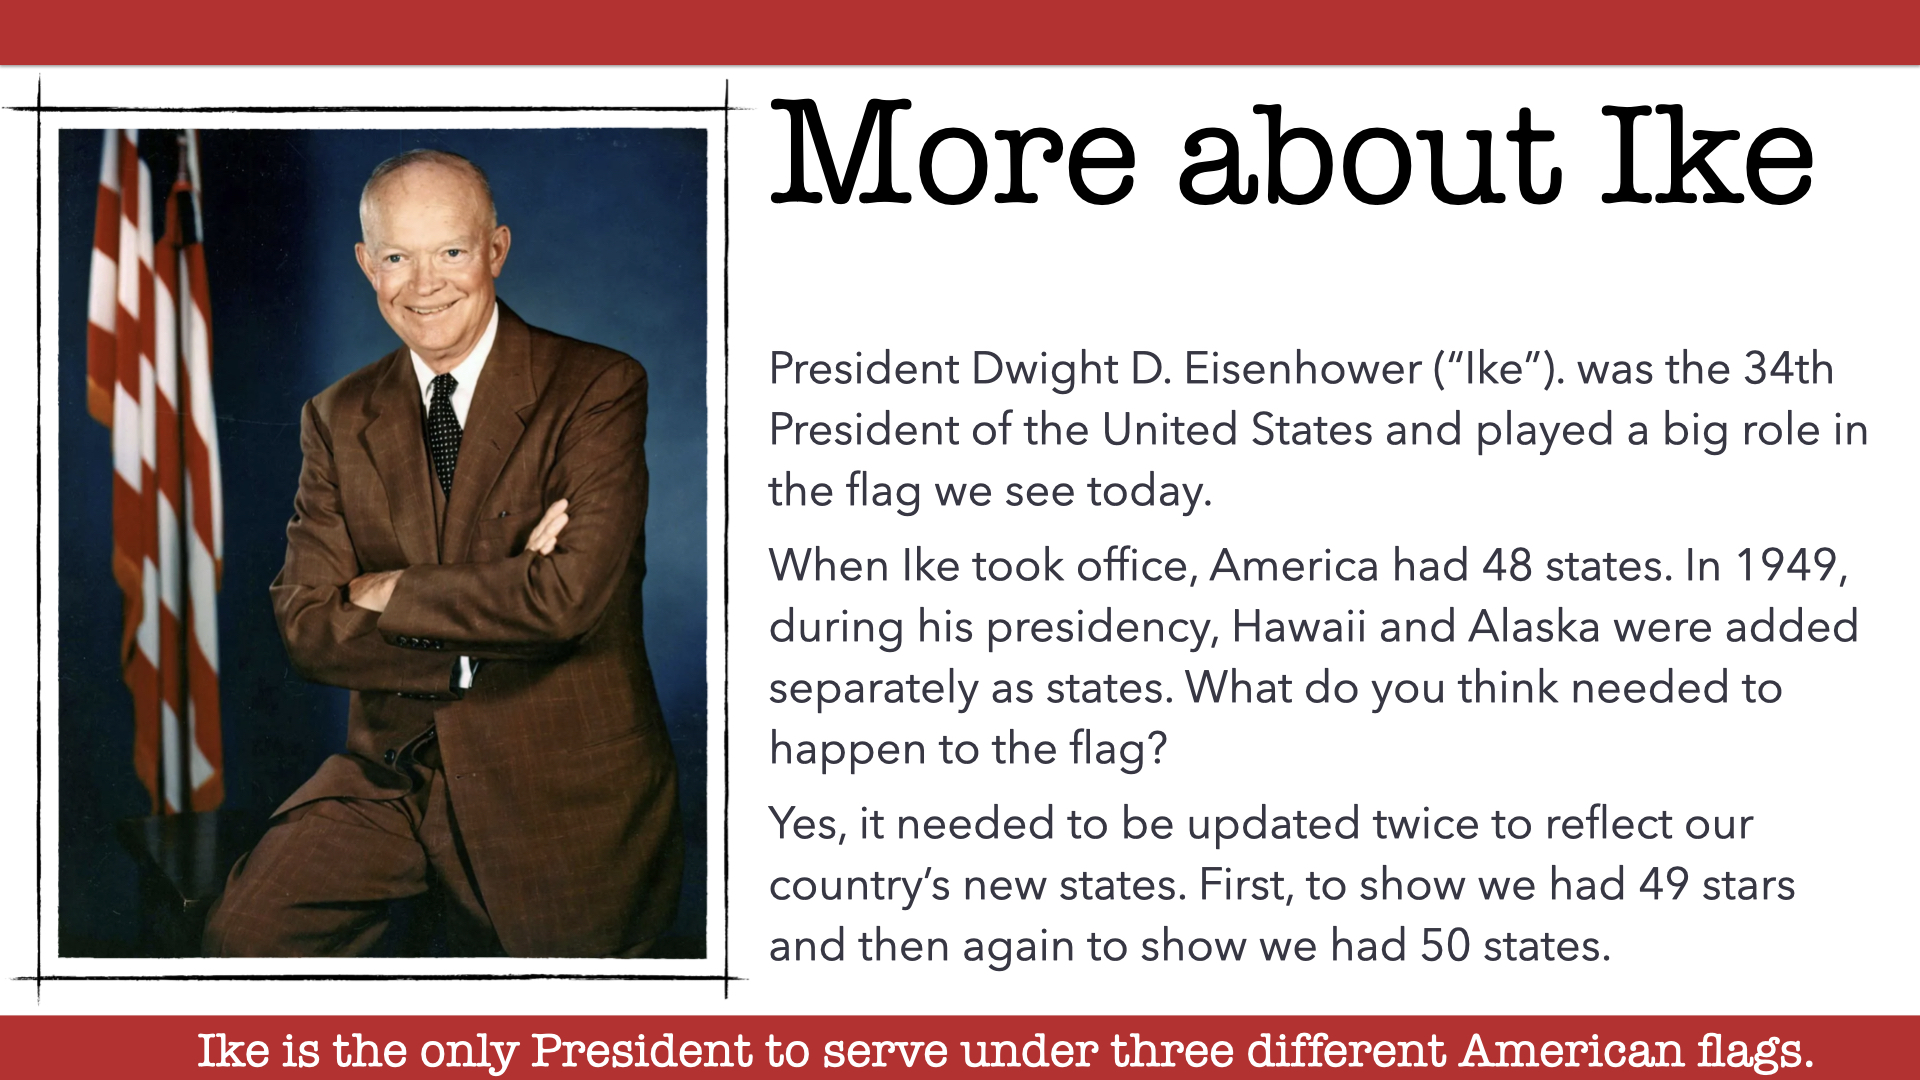 More about Ike
President Dwight D. Eisenhower (“Ike”). was the 34th
President of the United States and played a big role in
the flag we see today.
When Ike took office, America had 48 states. In 1949,
during his presidency, Hawaii and Alaska were added
separately as states. What do you think needed to
happen to the flag?
Yes, it needed to be updated twice to reflect our
country’s new states. First, to show we had 49 stars
and then again to show we had 50 states.
Ike is the only President to serve under three different American flags.